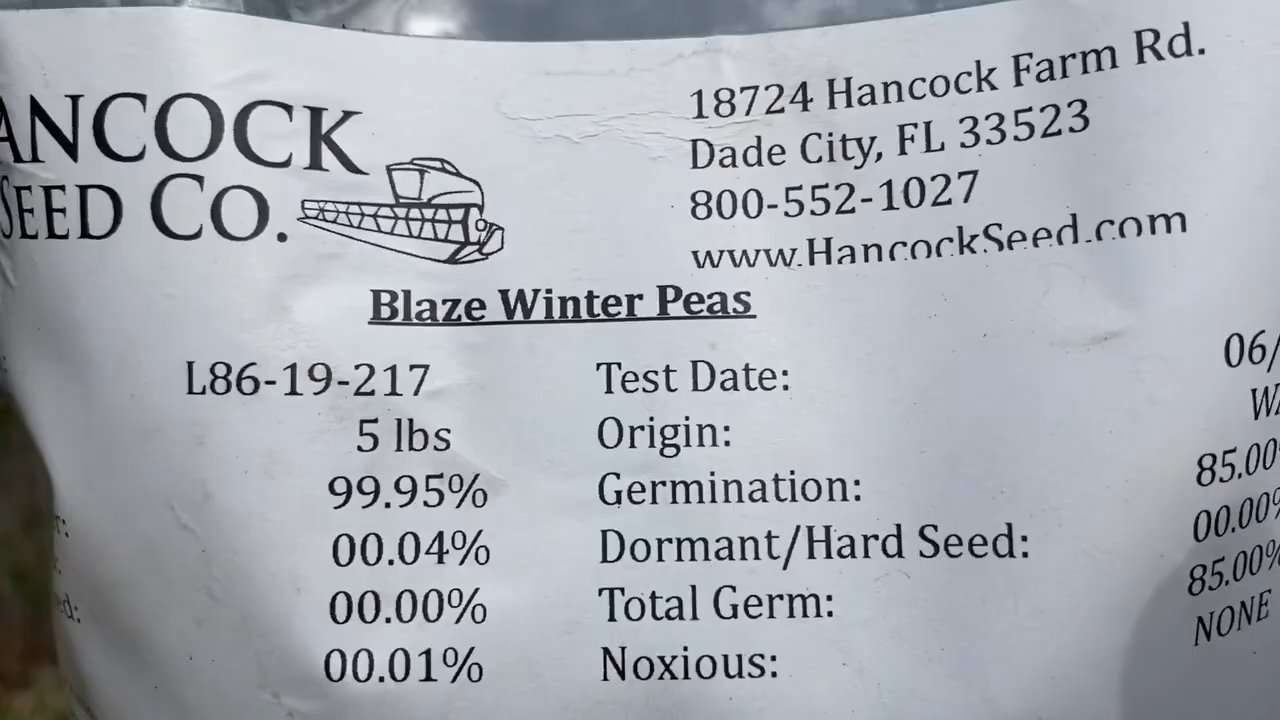 ANCOCK
SEED CO.
18724 Hancock Farm Rd.
Dade City, FL 33523
800-552-1027
www.HancockSeed.com
Blaze Winter Peas
L86-19-217 Test Date: 06/
5 lbs Origin: WA
99.95% Germination: 85.00%
00.04% Dormant/Hard Seed: 00.00%
00.00% Total Germ: 85.00%
00.01% Noxious: NONE